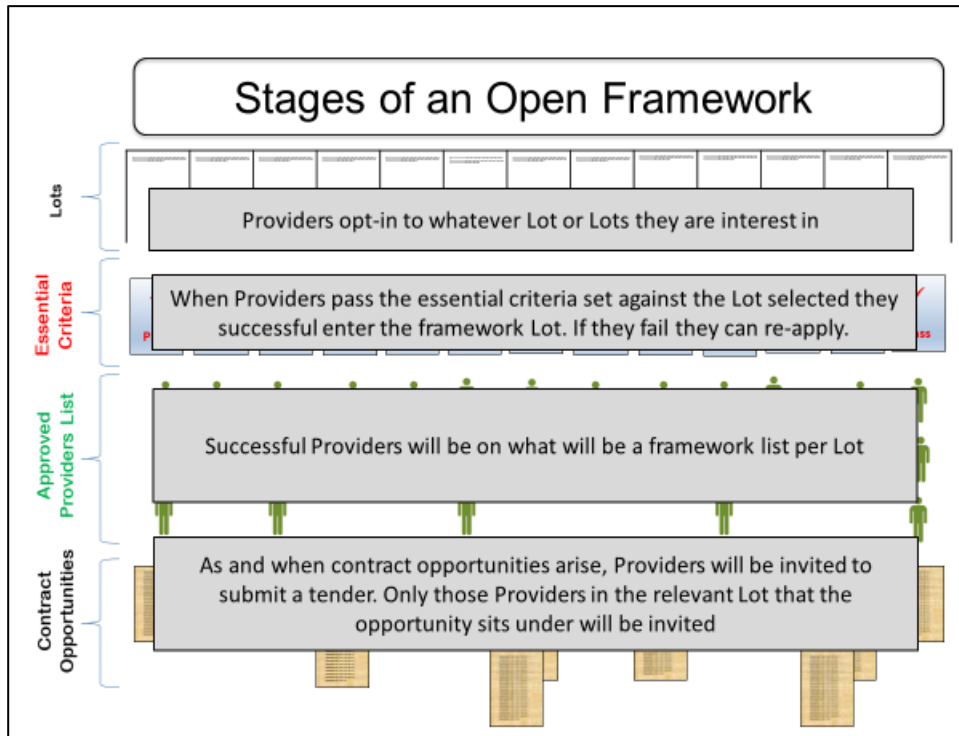 Stages of an Open Framework
Lots
Providers opt-in to whatever Lot or Lots they are interest in
Essential
Criteria
When Providers pass the essential criteria set against the Lot selected they
successful enter the framework Lot. If they fail they can re-apply.
Approved
Providers List
Successful Providers will be on what will be a framework list per Lot
Contract
Opportunities
As and when contract opportunities arise, Providers will be invited to
submit a tender. Only those Providers in the relevant Lot that the
opportunity sits under will be invited